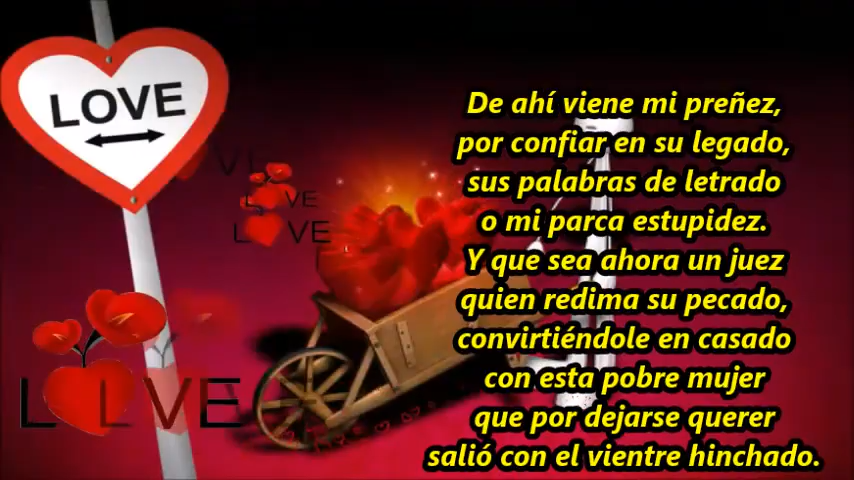 LOVE
VE
LOVE
LOVE
LOVE
De ahí viene mi preñez,
por confiar en su legado,
sus palabras de letrado
o mi parca estupidez.
Y que sea ahora un juez
quien redima su pecado,
convirtiéndole en casado
con esta pobre mujer
que por dejarse querer
salió con el vientre hinchado.